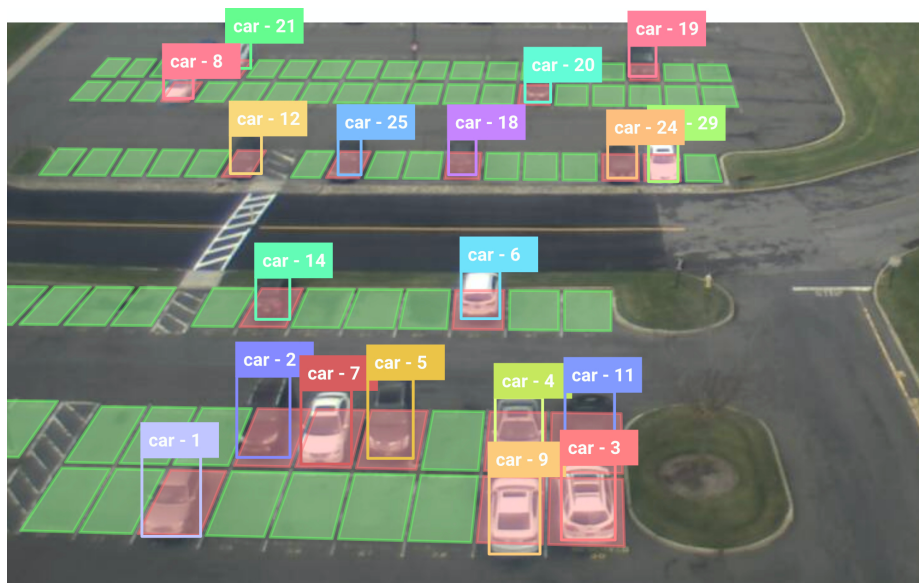 car - 21
car - 19
car - 8
car - 20
car - 12
car - 25
car - 18
car - 24
- 29
car - 14
car - 6
car - 2
car - 7
car - 5
car - 4
car - 11
car - 1
car - 9
car - 3